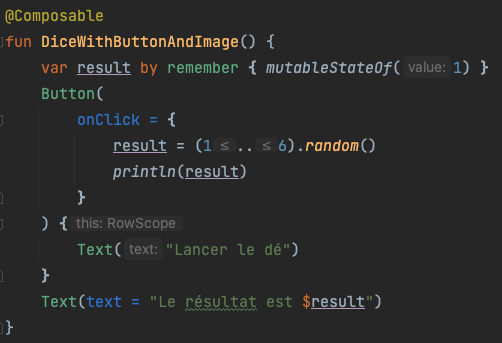 @Composable
fun DiceWithButtonAndImage() {
    var result by remember { mutableStateOf( value: 1) }
    Button(
        onClick = {
            result = (1 ≤ .. ≤ 6).random()
            println(result)
        }
    ) { this: RowScope
        Text( text: "Lancer le dé")
    }
    Text(text = "Le résultat est $result")
}